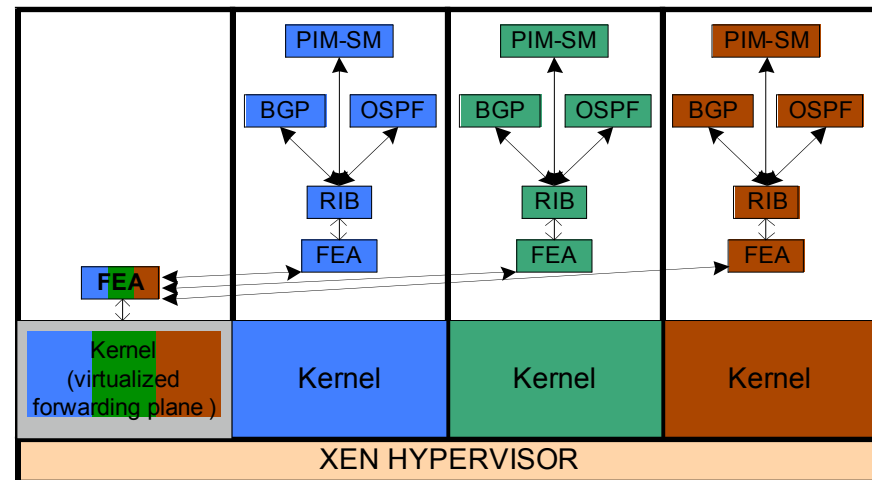 PIM-SM
PIM-SM
PIM-SM
BGP
OSPF
BGP
OSPF
BGP
OSPF
RIB
RIB
RIB
FEA
FEA
FEA
FEA
Kernel
(virtualized
forwarding plane )
Kernel
Kernel
Kernel
XEN HYPERVISOR